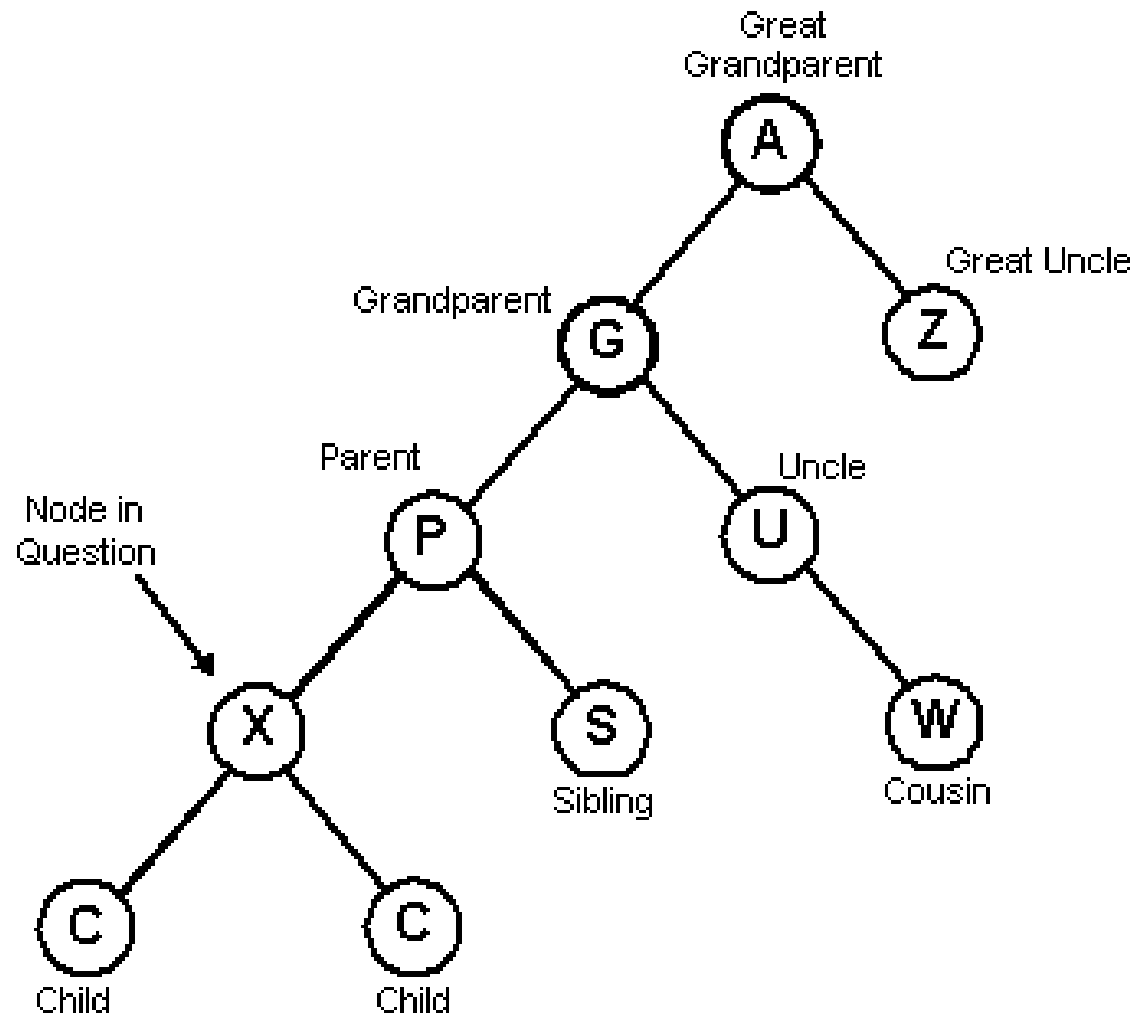 Great
Grandparent
A
Great Uncle
Grandparent
Z
G
Parent
Uncle
Node in
Question
P
U
X
S
W
Sibling
Cousin
C
C
Child
Child